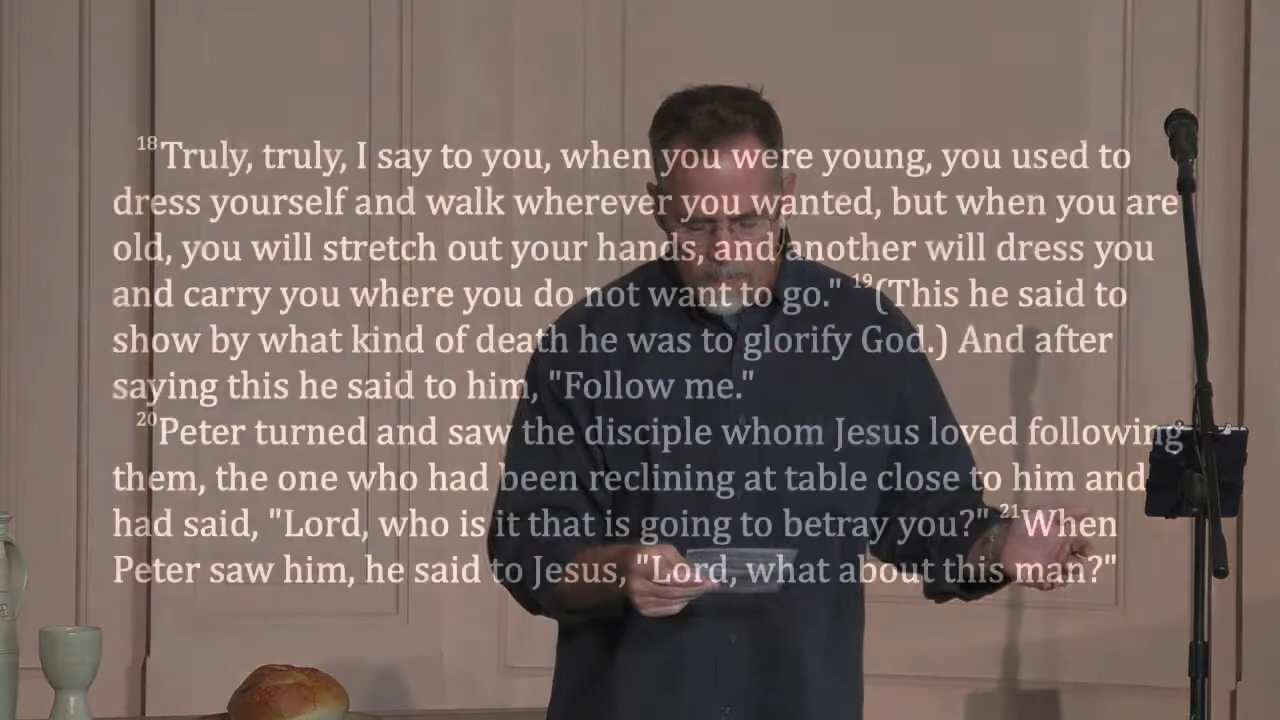 18Truly, truly, I say to you, when you were young, you used to
dress yourself and walk wherever you wanted, but when you are
old, you will stretch out your hands, and another will dress you
and carry you where you do not want to go." 19(This he said to
show by what kind of death he was to glorify God.) And after
saying this he said to him, "Follow me."
20Peter turned and saw the disciple whom Jesus loved following
them, the one who had been reclining at table close to him and
had said, "Lord, who is it that is going to betray you?" 21When
Peter saw him, he said to Jesus, "Lord, what about this man?"